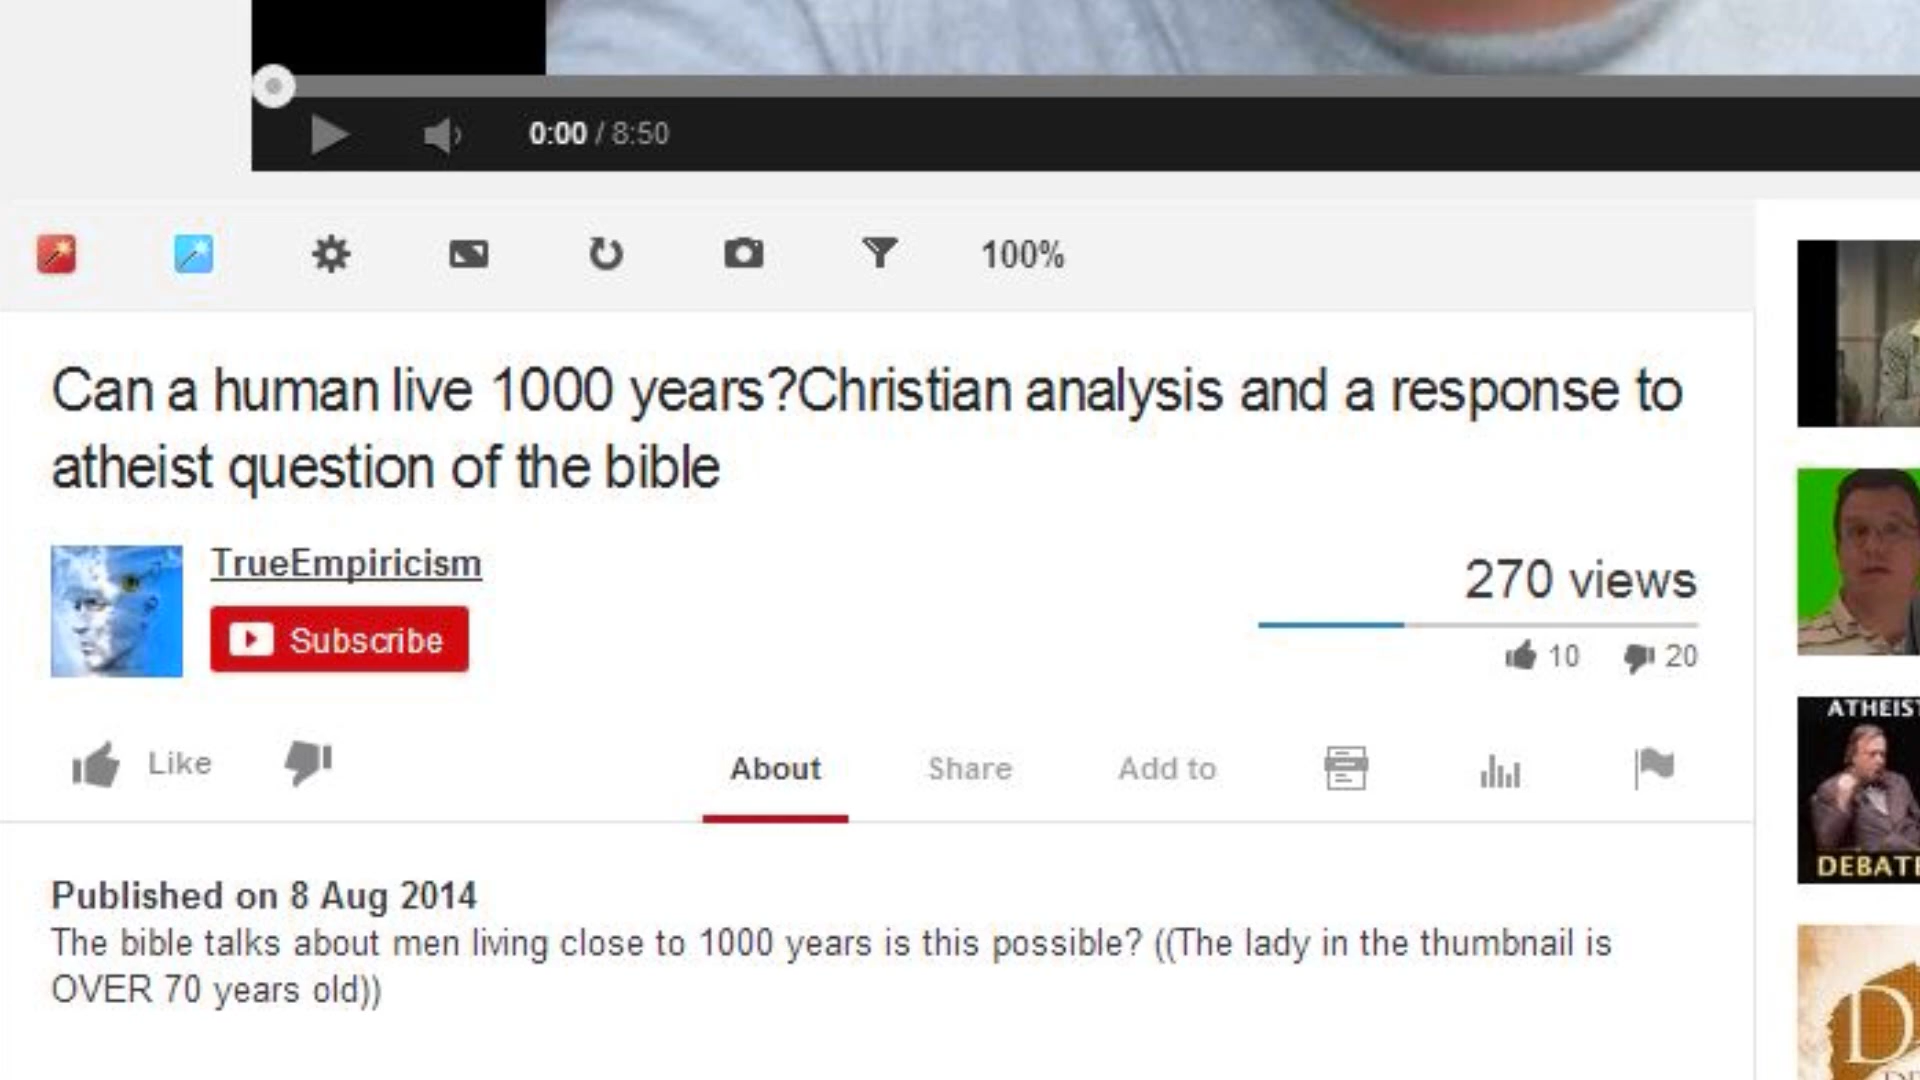 0:00 / 8:50
100%
Can a human live 1000 years?Christian analysis and a response to
atheist question of the bible
TrueEmpiricism
Subscribe
270 views
10 20
Like
About Share Add to
Published on 8 Aug 2014
The bible talks about men living close to 1000 years is this possible? ((The lady in the thumbnail is
OVER 70 years old))
ATHEIST
DEBATE
D